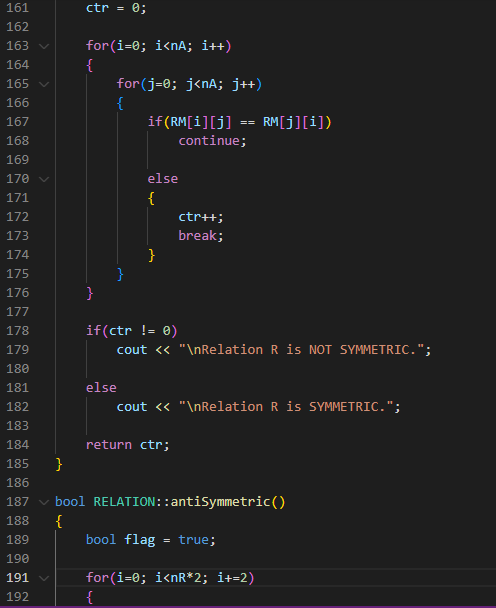 161 ctr = 0;
162
163 for(i=0; i<nA; i++)
164 {
165 for(j=0; j<nA; j++)
166 {
167 if(RM[i][j] == RM[j][i])
168 continue;
169
170 else
171 {
172 ctr++;
173 break;
174 }
175 }
176 }
177
178 if(ctr != 0)
179 cout << "\nRelation R is NOT SYMMETRIC.";
180
181 else
182 cout << "\nRelation R is SYMMETRIC.";
183
184 return ctr;
185 }
186
187 bool RELATION::antiSymmetric()
188 {
189 bool flag = true;
190
191 for(i=0; i<nR*2; i+=2)
192 {